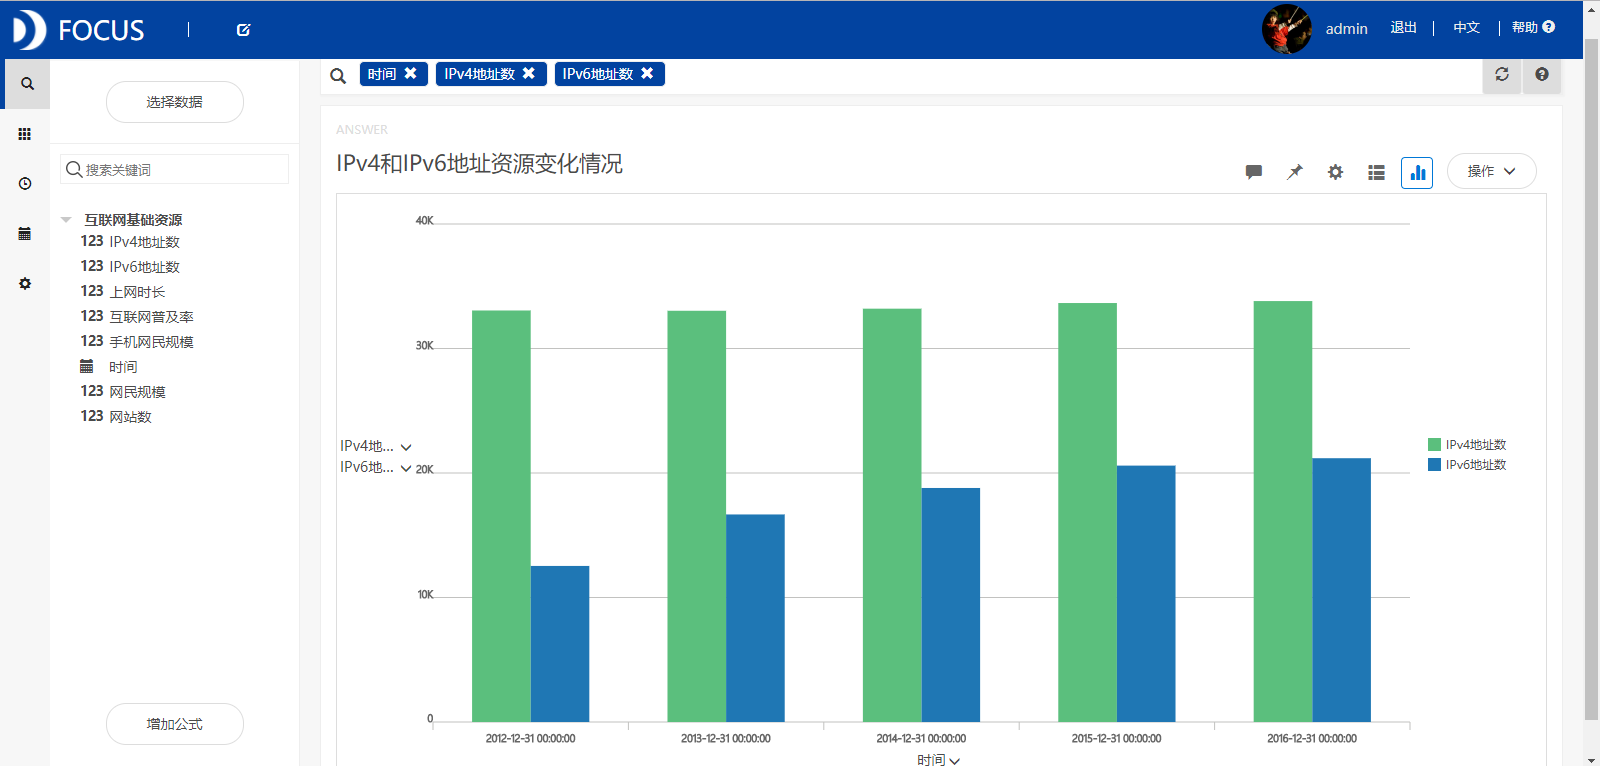 FOCUS
admin 退出 中文 帮助
时间 IPv4地址数 IPv6地址数
选择数据
搜索关键词
互联网基础资源
123 IPv4地址数
123 IPv6地址数
123 上网时长
123 互联网普及率
123 手机网民规模
时间
123 网民规模
123 网站数
增加公式
ANSWER
IPv4和IPv6地址资源变化情况
操作
40K
30K
20K
10K
0
IPv4地...
IPv6地...
IPv4地址数
IPv6地址数
2012-12-31 00:00:00
2013-12-31 00:00:00
2014-12-31 00:00:00
2015-12-31 00:00:00
2016-12-31 00:00:00
时间